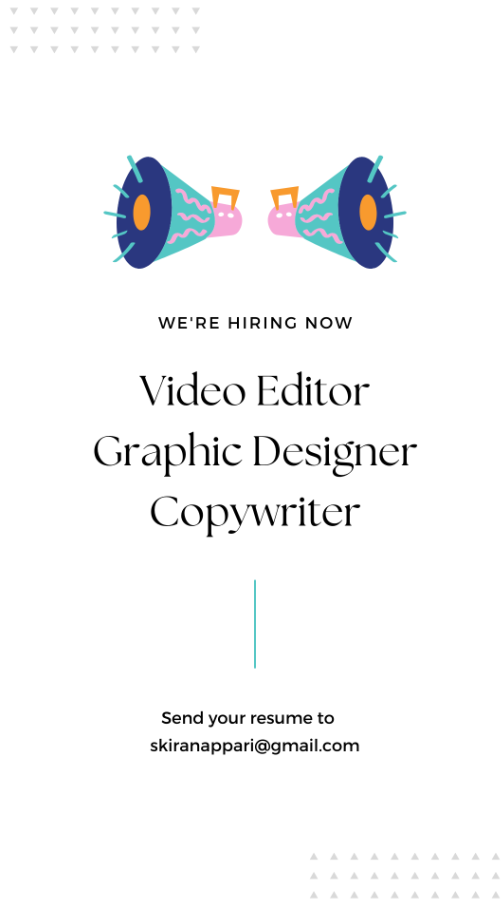 WE'RE HIRING NOW
Video Editor
Graphic Designer
Copywriter
Send your resume to
skiranappari@gmail.com